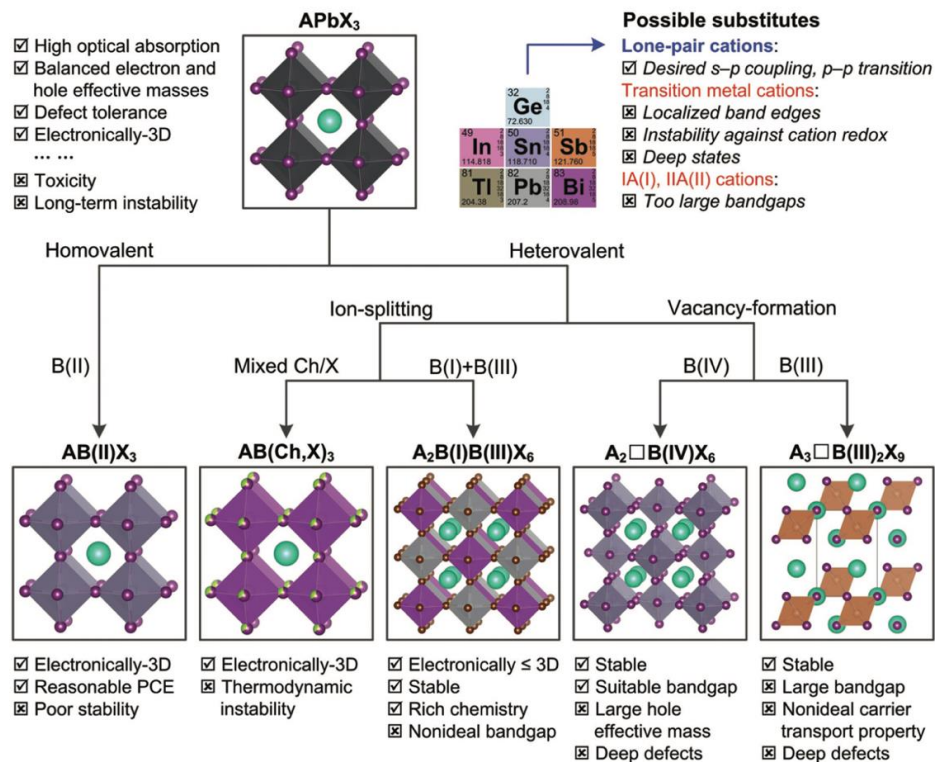 APbX₃
☑ High optical absorption
☑ Balanced electron and
hole effective masses
☑ Defect tolerance
☑ Electronically-3D
... ...
☒ Toxicity
☒ Long-term instability
Possible substitutes
Lone-pair cations:
☑ Desired s–p coupling, p–p transition
Transition metal cations:
☒ Localized band edges
☒ Instability against cation redox
☒ Deep states
IA(I), IIA(II) cations:
☒ Too large bandgaps
32
Ge
72.630
49 50 51
In Sn Sb
114.818 118.710 121.760
81 82 83
Tl Pb Bi
204.38 207.2 208.98
Homovalent
Heterovalent
Ion-splitting
Vacancy-formation
B(II)
Mixed Ch/X
B(I)+B(III)
B(IV)
B(III)
AB(II)X₃
AB(Ch,X)₃
A₂B(I)B(III)X₆
A₂□B(IV)X₆
A₃□B(III)₂X₉
☑ Electronically-3D
☑ Reasonable PCE
☒ Poor stability
☑ Electronically-3D
☒ Thermodynamic
instability
☑ Electronically ≤ 3D
☑ Stable
☑ Rich chemistry
☒ Nonideal bandgap
☑ Stable
☑ Suitable bandgap
☒ Large hole
effective mass
☒ Deep defects
☑ Stable
☒ Large bandgap
☒ Nonideal carrier
transport property
☒ Deep defects